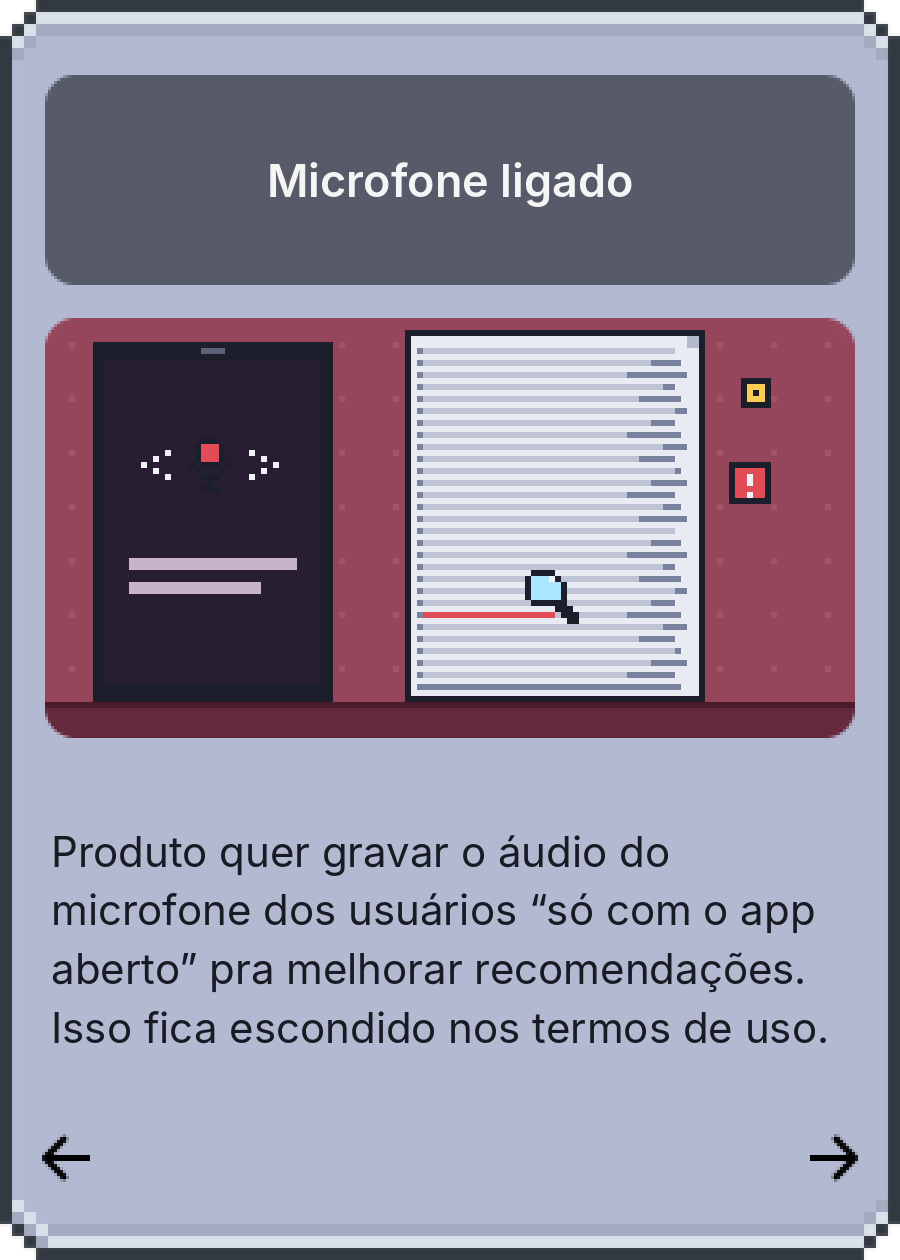 Microfone ligado
Produto quer gravar o áudio do
microfone dos usuários “só com o app
aberto” pra melhorar recomendações.
Isso fica escondido nos termos de uso.